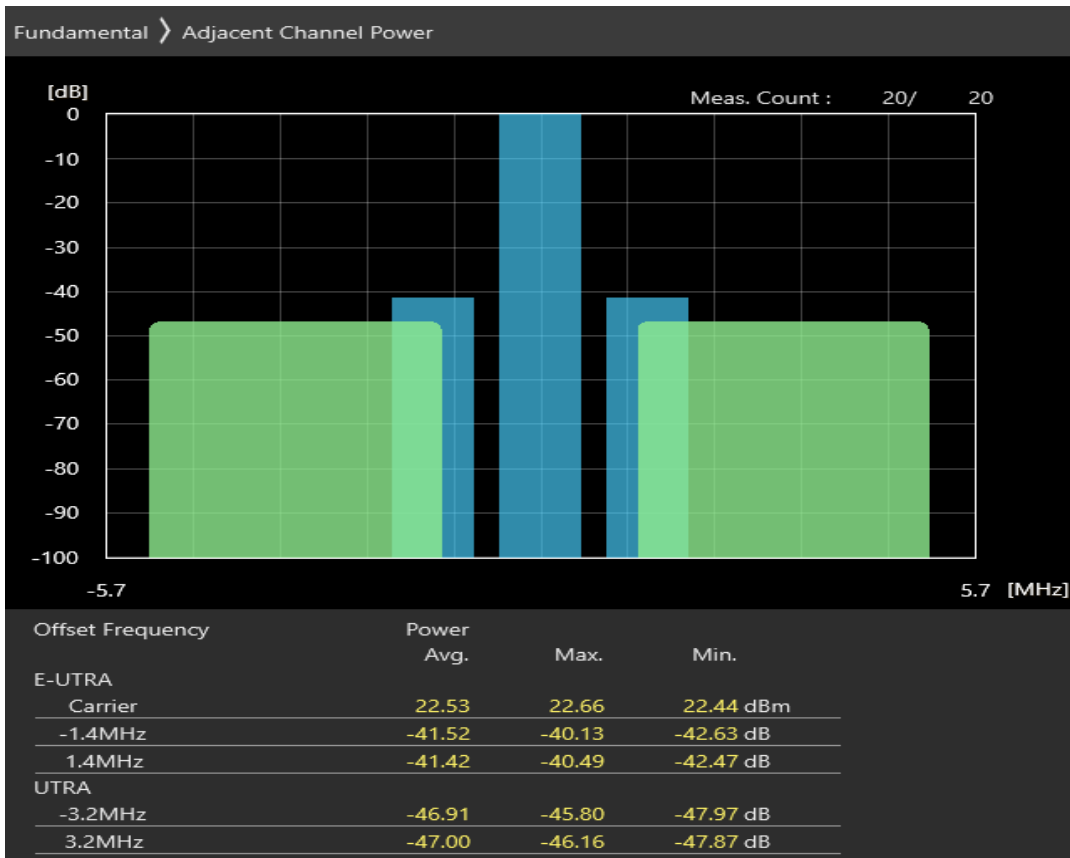 Fundamental 〉 Adjacent Channel Power
[dB]
Meas. Count : 20/ 20
0
-10
-20
-30
-40
-50
-60
-70
-80
-90
-100
-5.7 5.7 [MHz]
Offset Frequency Power
Avg. Max. Min.
E-UTRA
Carrier 22.53 22.66 22.44 dBm
-1.4MHz -41.52 -40.13 -42.63 dB
1.4MHz -41.42 -40.49 -42.47 dB
UTRA
-3.2MHz -46.91 -45.80 -47.97 dB
3.2MHz -47.00 -46.16 -47.87 dB